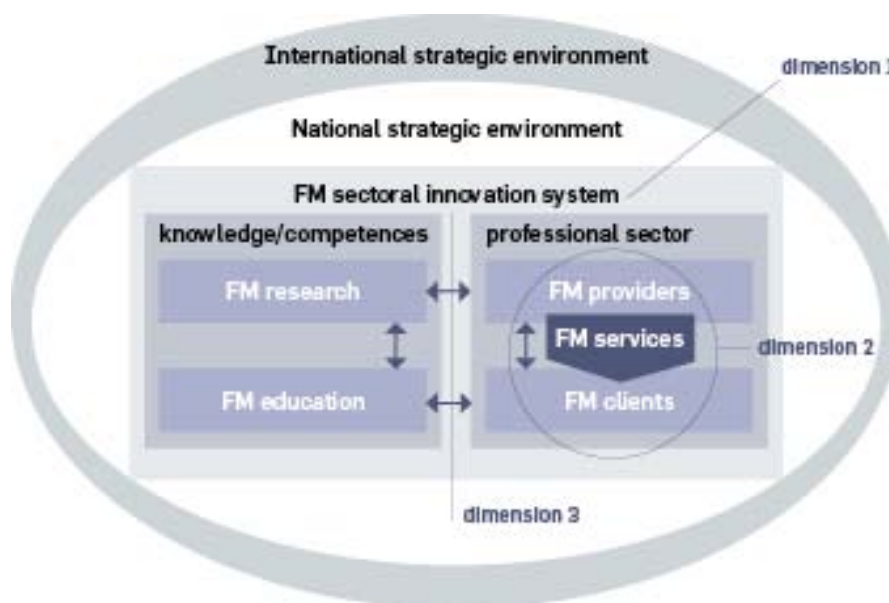 International strategic environment
dimension 1
National strategic environment
FM sectoral innovation system
knowledge/competences
professional sector
FM research
FM providers
FM services
dimension 2
FM education
FM clients
dimension 3